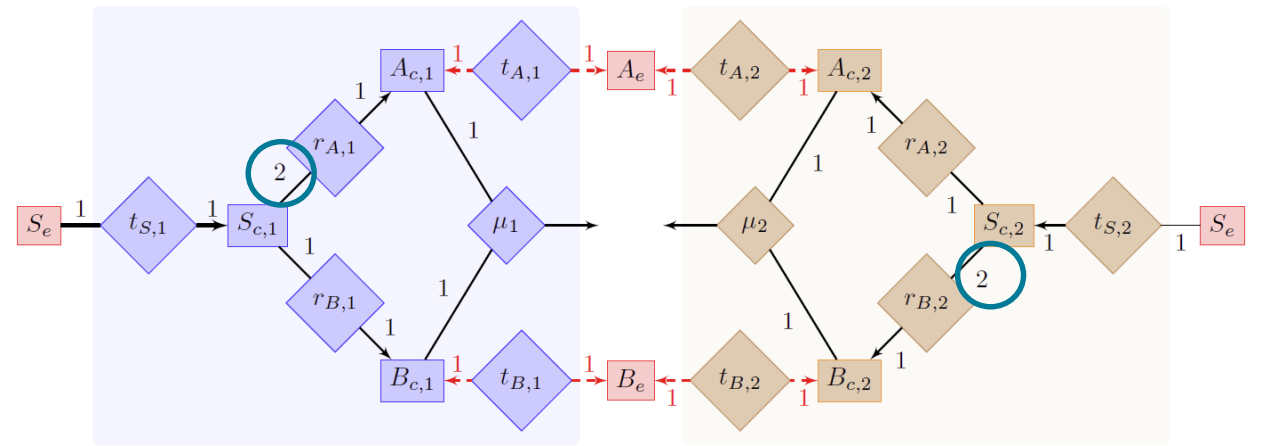 A_{c,1} 1 t_{A,1} 1 A_e 1 t_{A,2} 1 A_{c,2}
1 1 1 1
r_{A,1} r_{A,2}
2 1 1
S_e 1 t_{S,1} 1 S_{c,1} μ_1 μ_2 S_{c,2} 1 t_{S,2} 1 S_e
1 1 1 2
r_{B,1} r_{B,2}
1 1 1
B_{c,1} 1 t_{B,1} 1 B_e 1 t_{B,2} 1 B_{c,2}